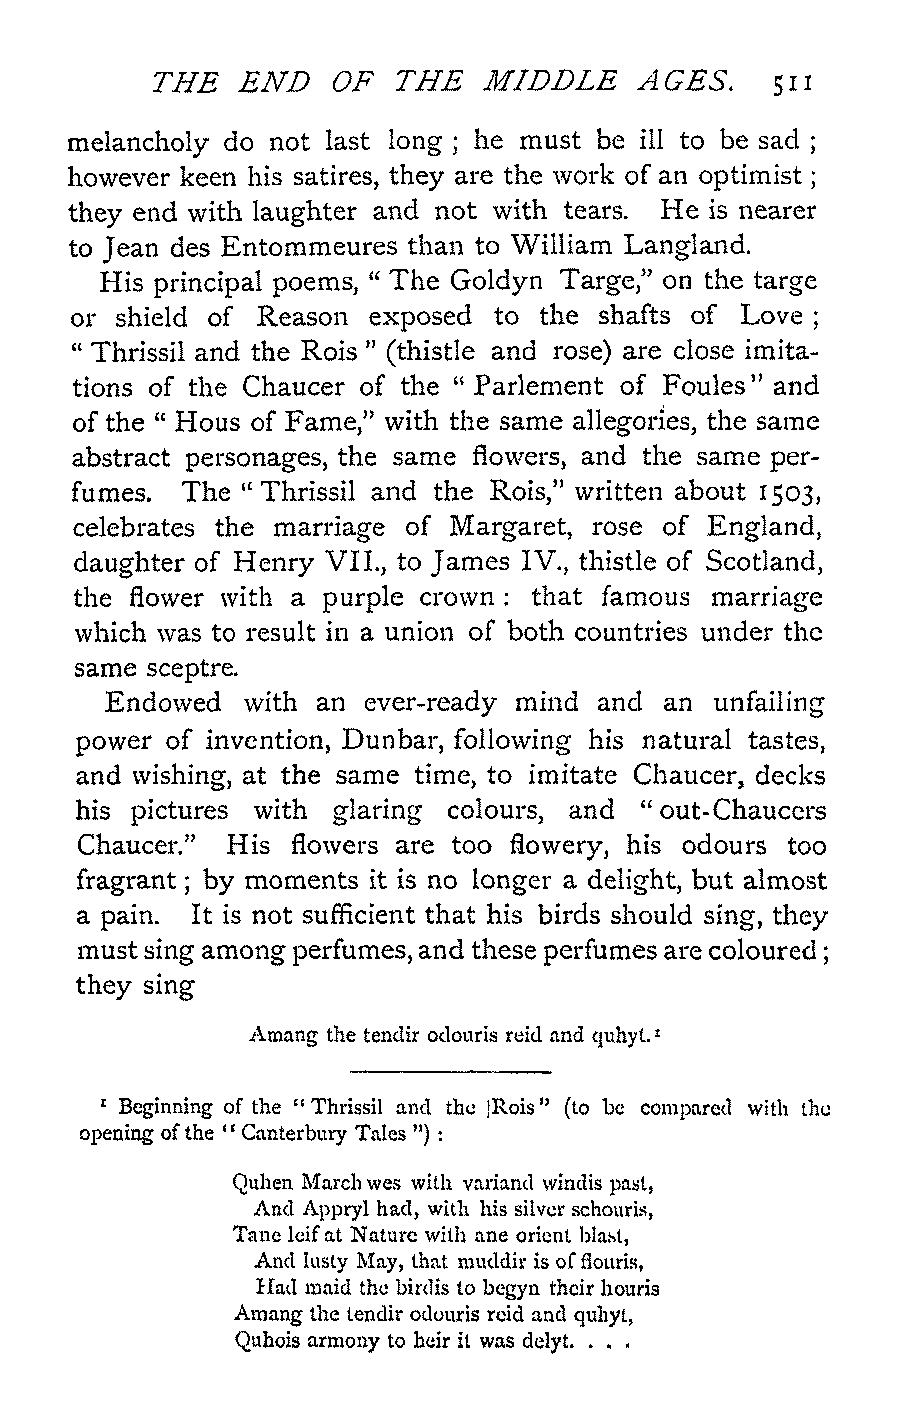 THE END OF THE MIDDLE AGES. 511
melancholy do not last long ; he must be ill to be sad ;
however keen his satires, they are the work of an optimist ;
they end with laughter and not with tears. He is nearer
to Jean des Entommeures than to William Langland.
His principal poems, “ The Goldyn Targe,” on the targe
or shield of Reason exposed to the shafts of Love ;
“ Thrissil and the Rois ” (thistle and rose) are close imita-
tions of the Chaucer of the “ Parlement of Foules” and
of the “ Hous of Fame,” with the same allegories, the same
abstract personages, the same flowers, and the same per-
fumes. The “ Thrissil and the Rois,” written about 1503,
celebrates the marriage of Margaret, rose of England,
daughter of Henry VII., to James IV., thistle of Scotland,
the flower with a purple crown : that famous marriage
which was to result in a union of both countries under the
same sceptre.
Endowed with an ever-ready mind and an unfailing
power of invention, Dunbar, following his natural tastes,
and wishing, at the same time, to imitate Chaucer, decks
his pictures with glaring colours, and “ out-Chaucers
Chaucer.” His flowers are too flowery, his odours too
fragrant ; by moments it is no longer a delight, but almost
a pain. It is not sufficient that his birds should sing, they
must sing among perfumes, and these perfumes are coloured ;
they sing
Amang the tendir odouris reid and quhyt.¹
¹ Beginning of the “ Thrissil and the |Rois” (to be compared with the
opening of the “ Canterbury Tales ”) :
Quhen March wes with variand windis past,
And Appryl had, with his silver schouris,
Tane leif at Nature with ane orient blast,
And lusty May, that muddir is of flouris,
Had maid the birdis to begyn their houris
Amang the tendir odouris reid and quhyt,
Quhois armony to heir it was delyt. . . .